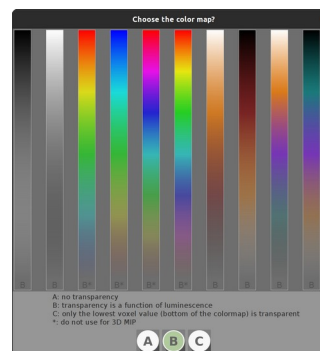 Choose the color map?
B B B* B* B* B* B B B B
A: no transparency
B: transparency is a function of luminescence
C: only the lowest voxel value (bottom of the colormap) is transparent
*: do not use for 3D MIP
A B C